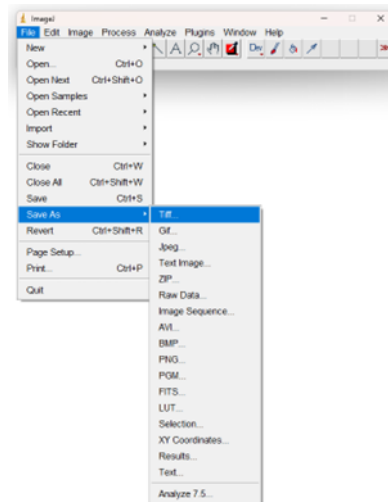 ImageJ
File Edit Image Process Analyze Plugins Window Help
New
Open... Ctrl+O
Open Next Ctrl+Shift+O
Open Samples
Open Recent
Import
Show Folder
Close Ctrl+W
Close All Ctrl+Shift+W
Save Ctrl+S
Save As
Revert Ctrl+Shift+R
Page Setup...
Print... Ctrl+P
Quit
A Dev
Tiff...
Gif...
Jpeg...
Text Image...
ZIP...
Raw Data...
Image Sequence...
AVI...
BMP...
PNG...
PGM...
FITS...
LUT...
Selection...
XY Coordinates...
Results...
Text...
Analyze 7.5...